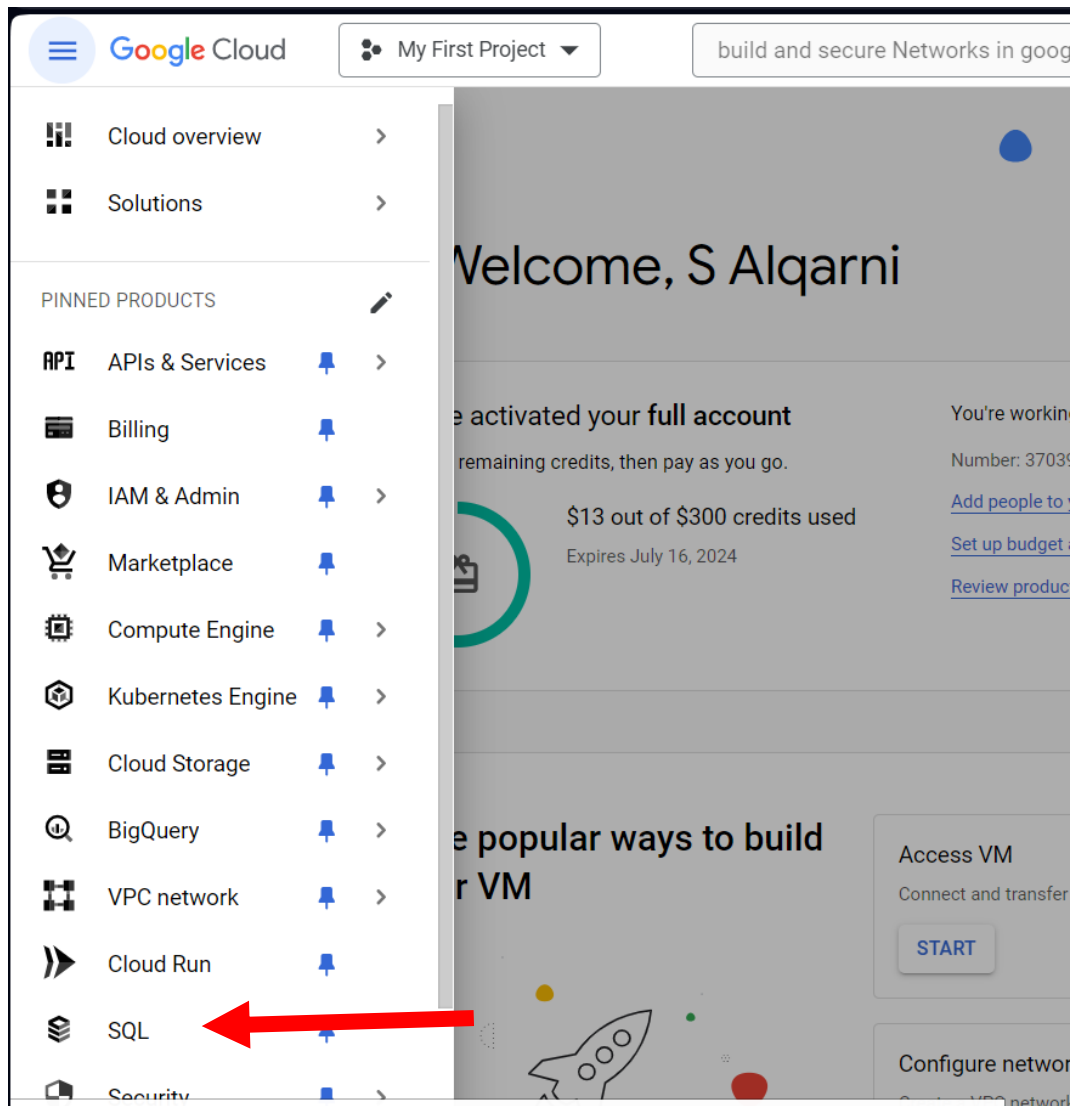 Google Cloud
My First Project
build and secure Networks in goog
Cloud overview
Solutions
PINNED PRODUCTS
API APIs & Services
Billing
IAM & Admin
Marketplace
Compute Engine
Kubernetes Engine
Cloud Storage
BigQuery
VPC network
Cloud Run
SQL
Security
Welcome, S Alqarni
e activated your full account
remaining credits, then pay as you go.
$13 out of $300 credits used
Expires July 16, 2024
You're working
Number: 37039
Add people to
Set up budget
Review produc
e popular ways to build
r VM
Access VM
Connect and transfer
START
Configure networ